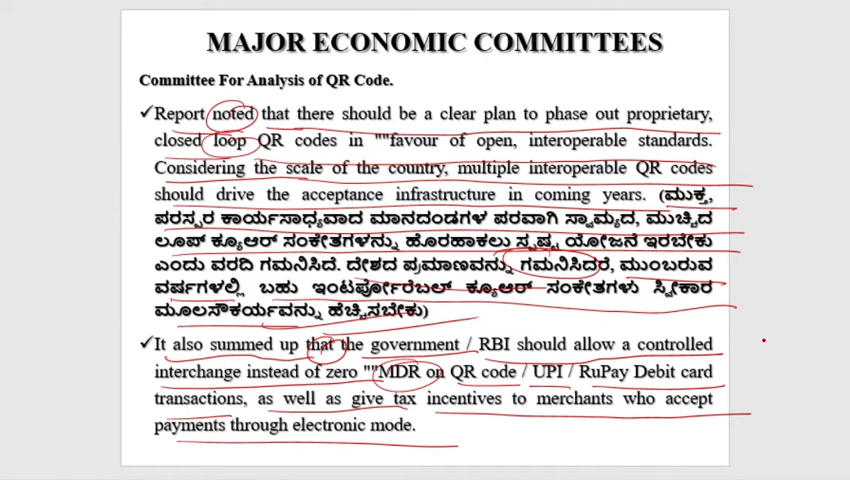 MAJOR ECONOMIC COMMITTEES
Committee For Analysis of QR Code.
✓Report noted that there should be a clear plan to phase out proprietary,
closed loop QR codes in ""favour of open, interoperable standards.
Considering the scale of the country, multiple interoperable QR codes
should drive the acceptance infrastructure in coming years. (ಮುಕ್ತ,
ಪರಸ್ಪರ ಕಾರ್ಯಸಾಧ್ಯವಾದ ಮಾನದಂಡಗಳ ಪರವಾಗಿ ಸ್ವಾಮ್ಯದ, ಮುಚ್ಚಿದ
ಲೂಪ್ ಕ್ಯೂಆರ್ ಸಂಕೇತಗಳನ್ನು ಹೊರಹಾಕಲು ಸ್ಪಷ್ಟ ಯೋಜನೆ ಇರಬೇಕು
ಎಂದು ವರದಿ ಗಮನಿಸಿದೆ. ದೇಶದ ಪ್ರಮಾಣವನ್ನು ಗಮನಿಸಿದರೆ, ಮುಂಬರುವ
ವರ್ಷಗಳಲ್ಲಿ ಬಹು ಇಂಟರ್ಪೋರೆಬಲ್ ಕ್ಯೂಆರ್ ಸಂಕೇತಗಳು ಸ್ವೀಕಾರ
ಮೂಲಸೌಕರ್ಯವನ್ನು ಹೆಚ್ಚಿಸಬೇಕು)
✓It also summed up that the government / RBI should allow a controlled
interchange instead of zero ""MDR on QR code / UPI / RuPay Debit card
transactions, as well as give tax incentives to merchants who accept
payments through electronic mode.